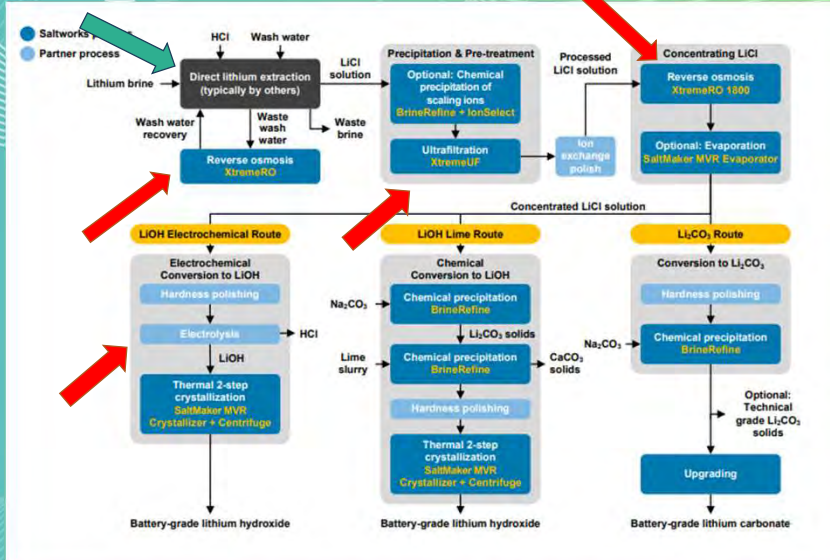 Saltworks p
Partner process
HCl
Wash water
Lithium brine
Direct lithium extraction
(typically by others)
LiCl
solution
Wash water
recovery
Waste
wash
water
Waste
brine
Reverse osmosis
XtremeRO
Precipitation & Pre-treatment
Optional: Chemical
precipitation of
scaling ions
BrineRefine + IonSelect
Ultrafiltration
XtremeUF
Ion
exchange
polish
Processed
LiCl solution
Concentrating LiCl
Reverse osmosis
XtremeRO 1800
Optional: Evaporation
SaltMaker MVR Evaporator
Concentrated LiCl solution
LiOH Electrochemical Route
Electrochemical
Conversion to LiOH
Hardness polishing
Electrolysis
HCl
LiOH
Thermal 2-step
crystallization
SaltMaker MVR
Crystallizer + Centrifuge
Battery-grade lithium hydroxide
LiOH Lime Route
Chemical
Conversion to LiOH
Na₂CO₃
Chemical precipitation
BrineRefine
Li₂CO₃ solids
Lime
slurry
Chemical precipitation
BrineRefine
CaCO₃
solids
Hardness polishing
Thermal 2-step
crystallization
SaltMaker MVR
Crystallizer + Centrifuge
Battery-grade lithium hydroxide
Li₂CO₃ Route
Conversion to Li₂CO₃
Hardness polishing
Na₂CO₃
Chemical precipitation
BrineRefine
Optional:
Technical
grade Li₂CO₃
solids
Upgrading
Battery-grade lithium carbonate